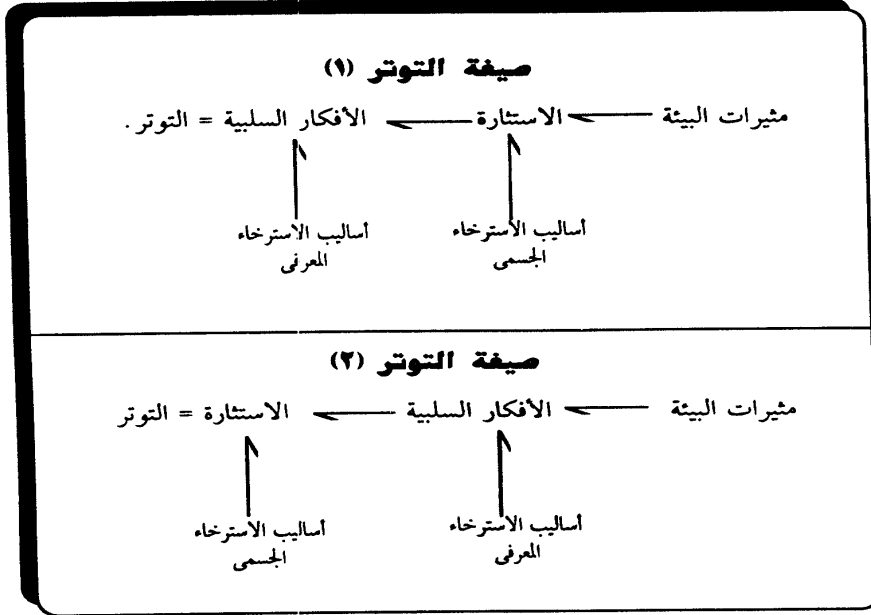 صيغة التوتر (١)
مثيرات البيئة ← الاستثارة ← الأفكار السلبية = التوتر .
أساليب الاسترخاء الجسمى
أساليب الاسترخاء المعرفى
صيغة التوتر (٢)
مثيرات البيئة ← الأفكار السلبية ← الاستثارة = التوتر
أساليب الاسترخاء المعرفى
أساليب الاسترخاء الجسمى